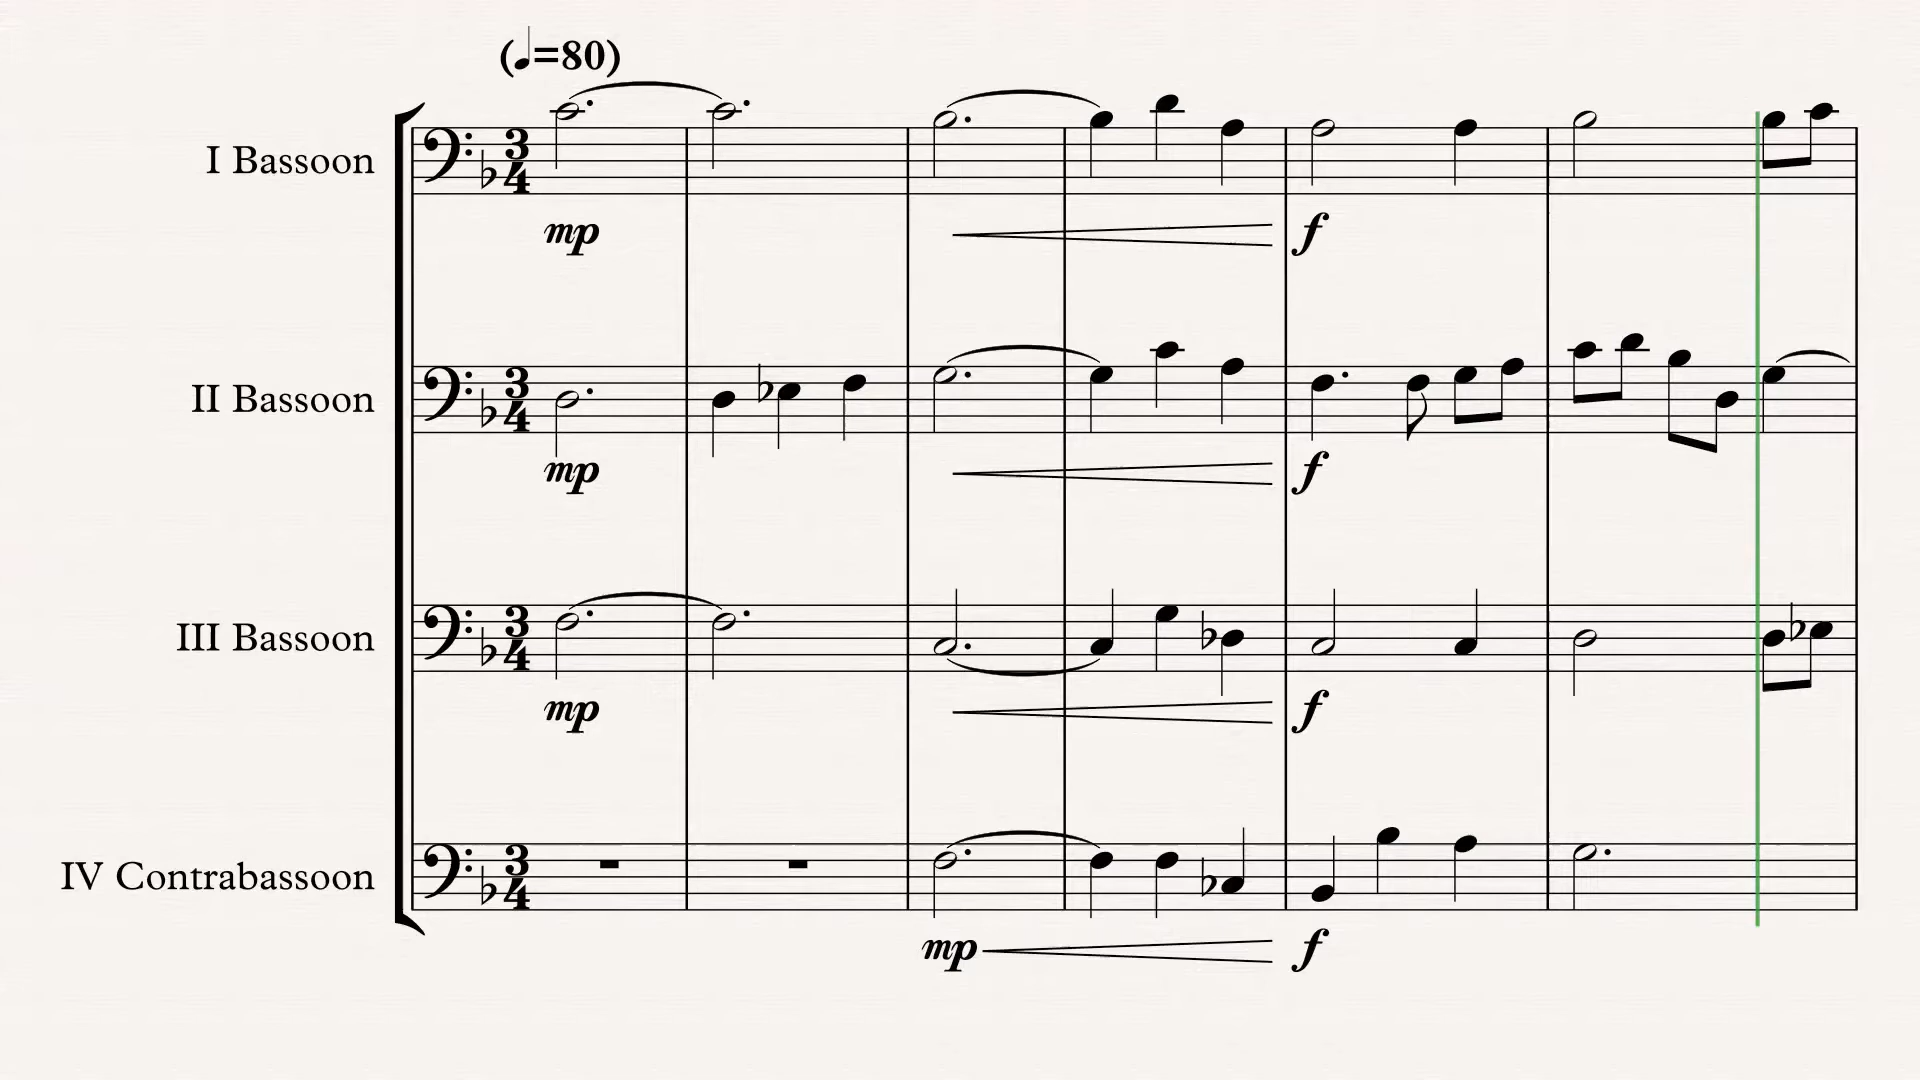 (♩=80)
I Bassoon
mp
f
II Bassoon
mp
f
III Bassoon
mp
f
IV Contrabassoon
mp
f